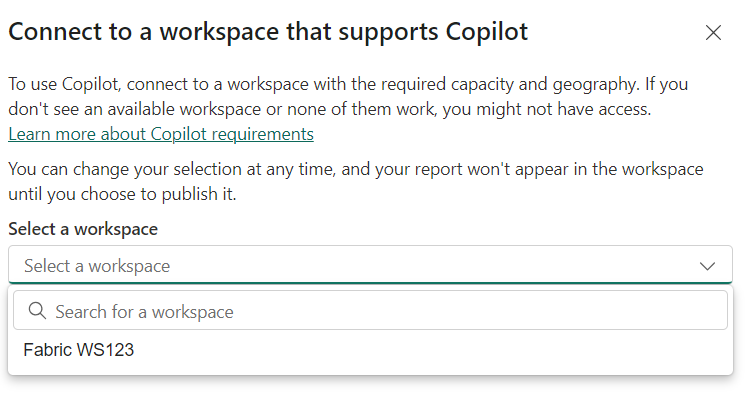 Connect to a workspace that supports Copilot
To use Copilot, connect to a workspace with the required capacity and geography. If you
don't see an available workspace or none of them work, you might not have access.
Learn more about Copilot requirements
You can change your selection at any time, and your report won't appear in the workspace
until you choose to publish it.
Select a workspace
Select a workspace
Search for a workspace
Fabric WS123